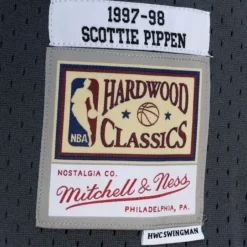 1997-98
SCOTTIE PIPPEN
NBA
HARDWOOD
CLASSICS
NOSTALGIA CO.
Mitchell & Ness
PHILADELPHIA, PA.
HWCSWINGMAN